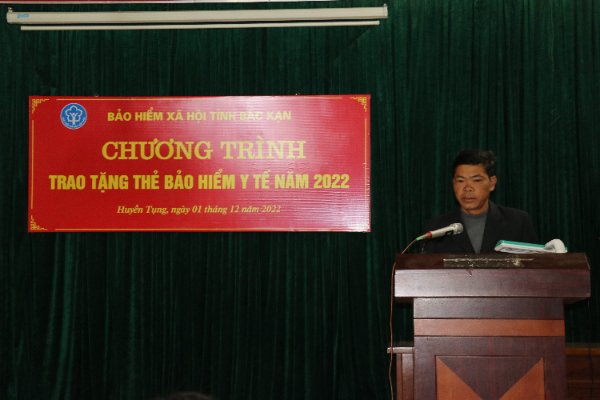 BẢO HIỂM XÃ HỘI TỈNH BẮC KẠN
CHƯƠNG TRÌNH
TRAO TẶNG THẺ BẢO HIỂM Y TẾ NĂM 2022
Huyền Tụng, ngày 01 tháng 12 năm 2022